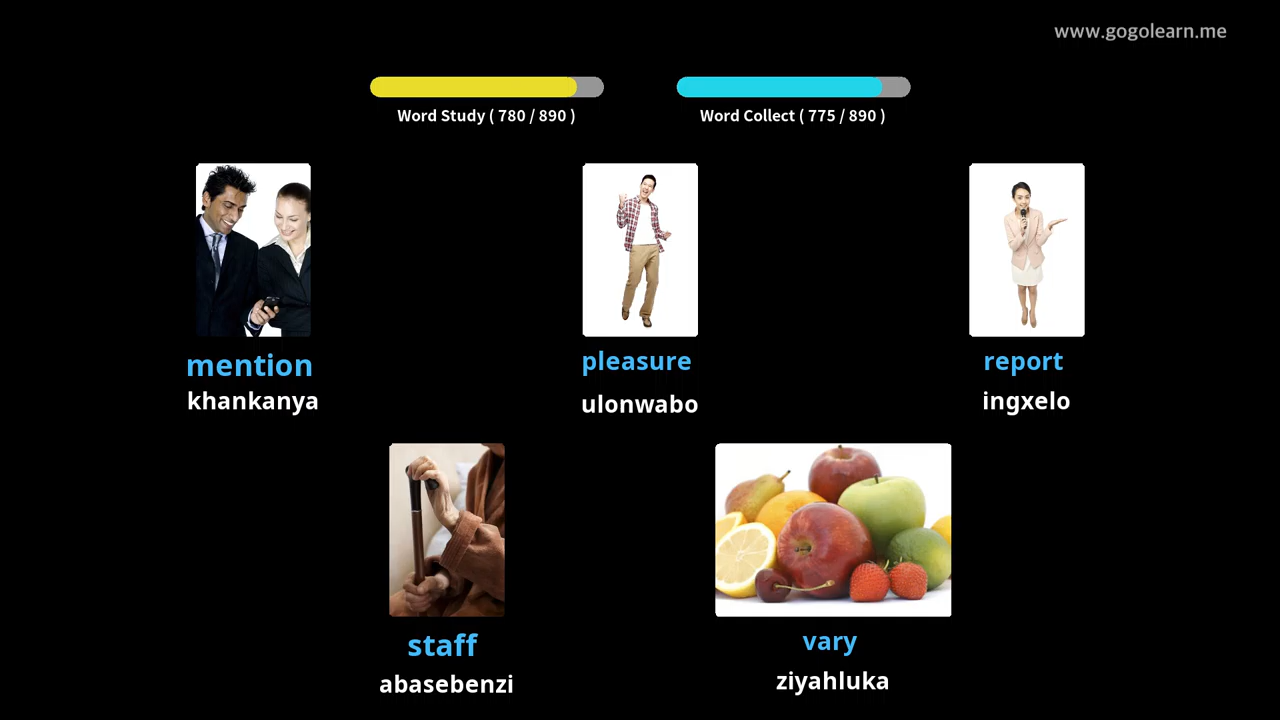 www.gogolearn.me
Word Study ( 780 / 890 )
Word Collect ( 775 / 890 )
mention
khankanya
pleasure
ulonwabo
report
ingxelo
staff
abasebenzi
vary
ziyahluka